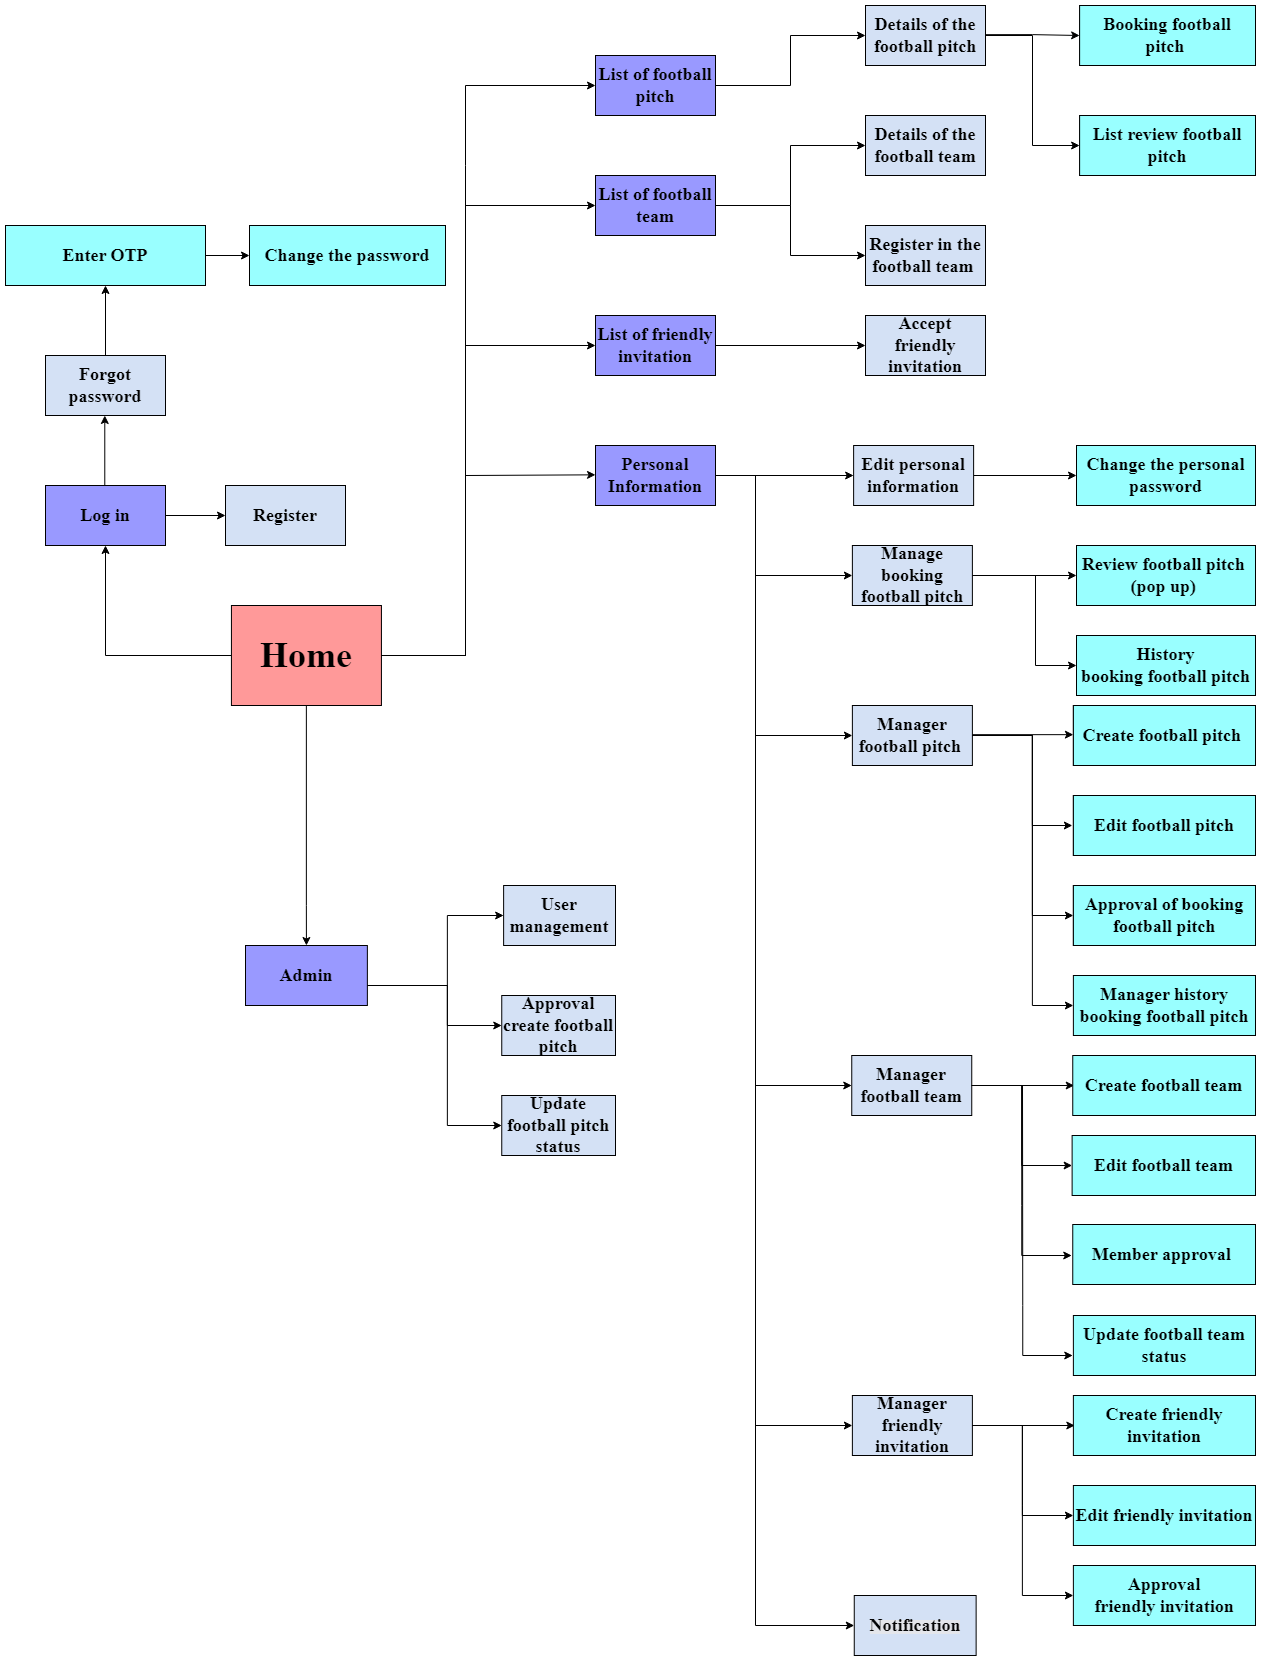 Details of the
football pitch
Booking football
pitch
List of football
pitch
Details of the
football team
List review football
pitch
List of football
team
Enter OTP
Change the password
Register in the
football team
List of friendly
invitation
Accept
friendly
invitation
Forgot
password
Personal
Information
Edit personal
information
Change the personal
password
Log in
Register
Manage
booking
football pitch
Review football pitch
(pop up)
Home
History
booking football pitch
Manager
football pitch
Create football pitch
Edit football pitch
User
management
Approval of booking
football pitch
Admin
Approval
create football
pitch
Manager history
booking football pitch
Manager
football team
Create football team
Update
football pitch
status
Edit football team
Member approval
Update football team
status
Manager
friendly
invitation
Create friendly
invitation
Edit friendly invitation
Approval
friendly invitation
Notification